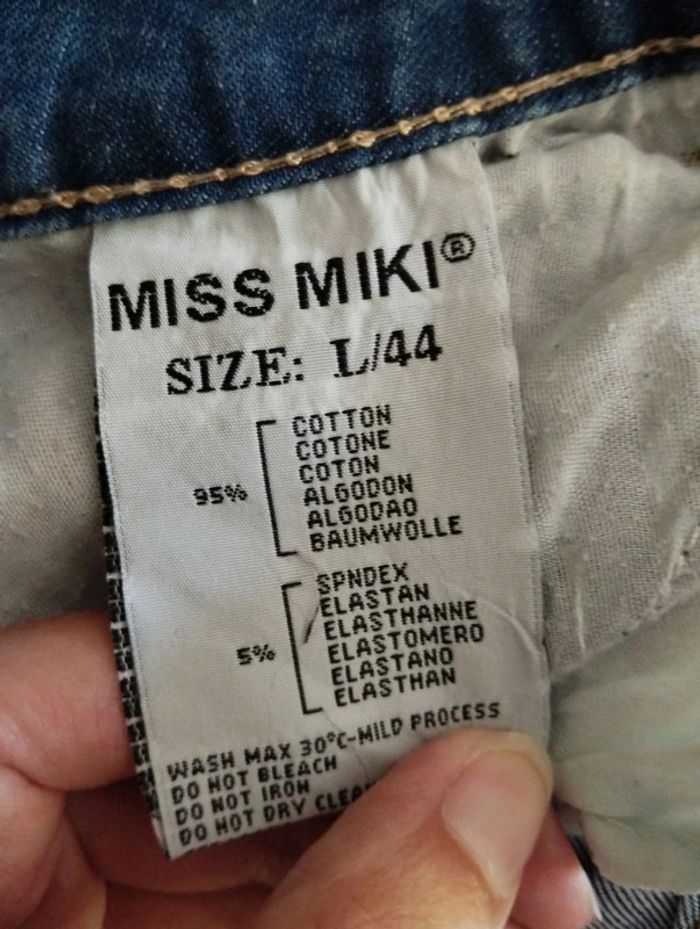 MISS MIKI®
SIZE: L/44
95%
COTTON
COTONE
COTON
ALGODON
ALGODAO
BAUMWOLLE
5%
SPNDEX
ELASTAN
ELASTHANNE
ELASTOMERO
ELASTANO
ELASTHAN
WASH MAX 30°C-MILD PROCESS
DO NOT BLEACH
DO NOT IRON
DO NOT DRY